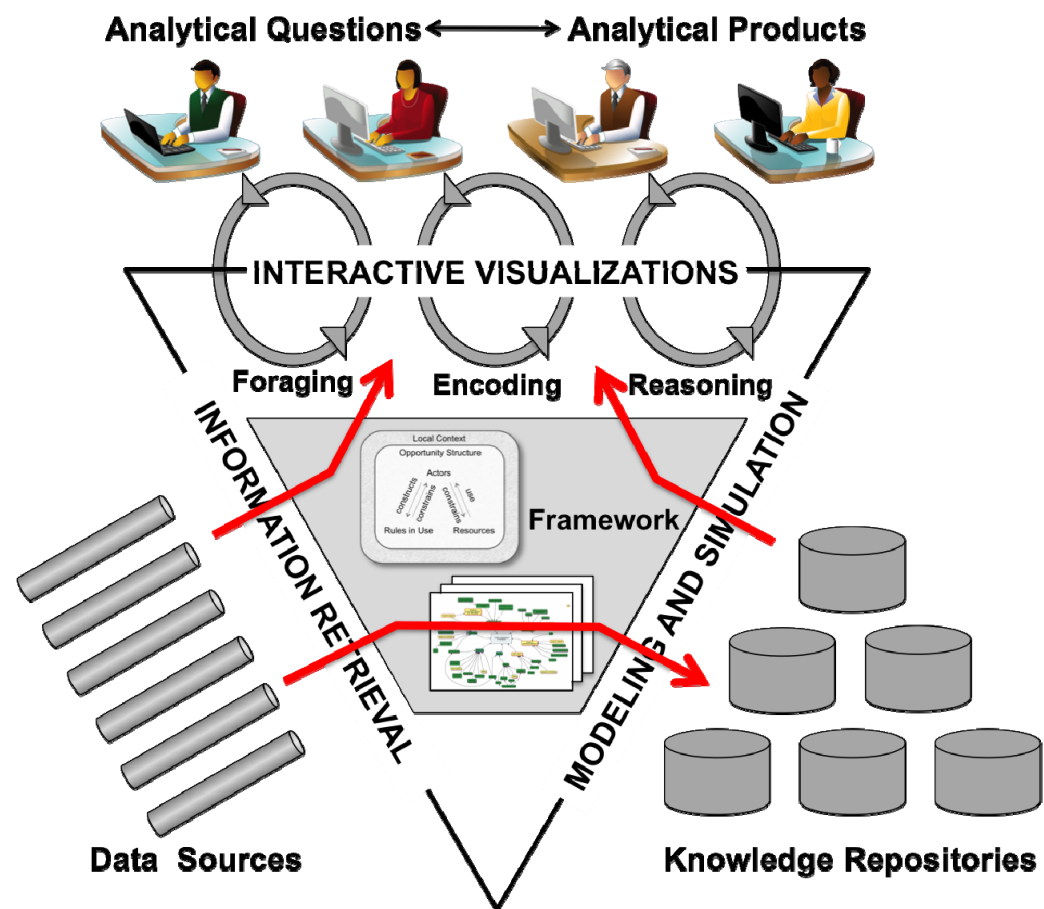 Analytical Questions
Analytical Products
INTERACTIVE VISUALIZATIONS
Foraging
Encoding
Reasoning
INFORMATION RETRIEVAL
MODELING AND SIMULATION
Local Context
Opportunity Structure
Actors
constructs
constrains
constrains
use
Rules in Use
Resources
Framework
Data Sources
Knowledge Repositories